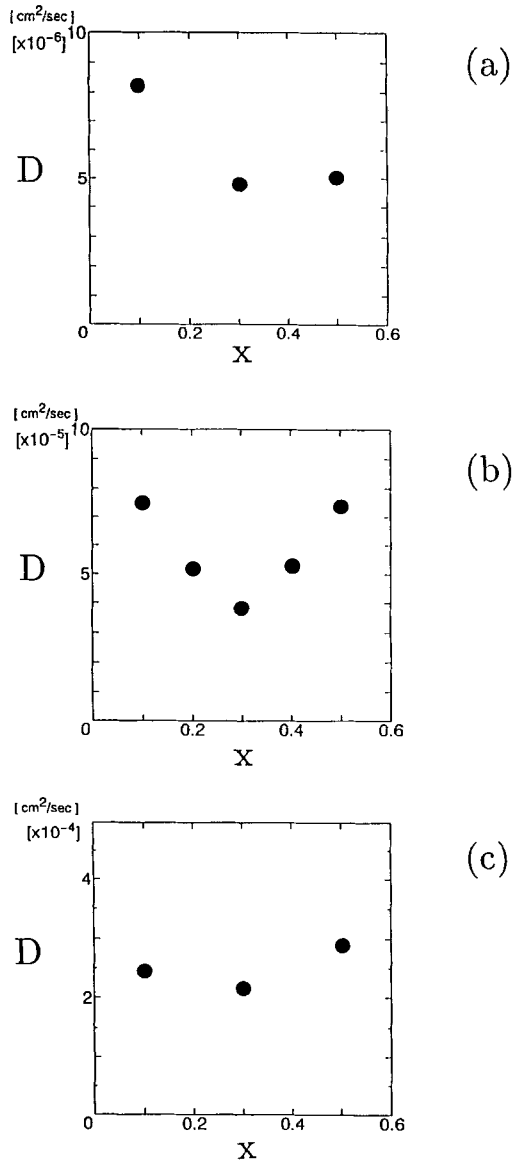 [ cm²/sec]
[x10⁻⁶] 10
(a)
D
5
0 0.2 0.4 0.6
x
[ cm²/sec]
[x10⁻⁵] 10
(b)
D
5
0 0.2 0.4 0.6
x
[ cm²/sec]
[x10⁻⁴]
(c)
4
D
2
0 0.2 0.4 0.6
x